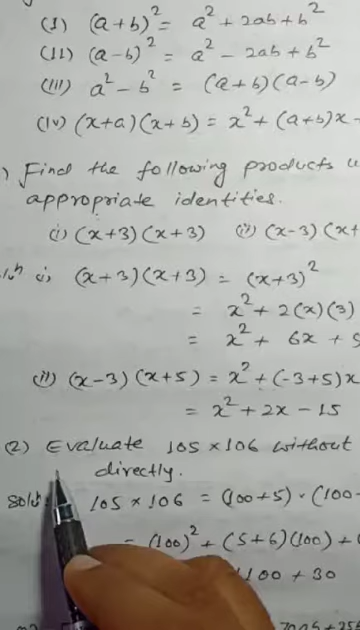 (I) (a+b)² = a² + 2ab + b²
(II) (a-b)² = a² - 2ab + b²
(III) a² - b² = (a+b)(a-b)
(IV) (x+a)(x+b) = x² + (a+b)x
) Find the following products
appropriate identities.
(i) (x+3)(x+3) (ii) (x-3)(x+
(i) (x+3)(x+3) = (x+3)²
= x² + 2(x)(3)
= x² + 6x +
(ii) (x-3)(x+5) = x² + (-3+5)x
= x² + 2x - 15
(2) Evaluate 105 × 106 without
directly.
Soln: 105 × 106 = (100+5) · (100
= (100)² + (5+6)(100) +
1100 + 30